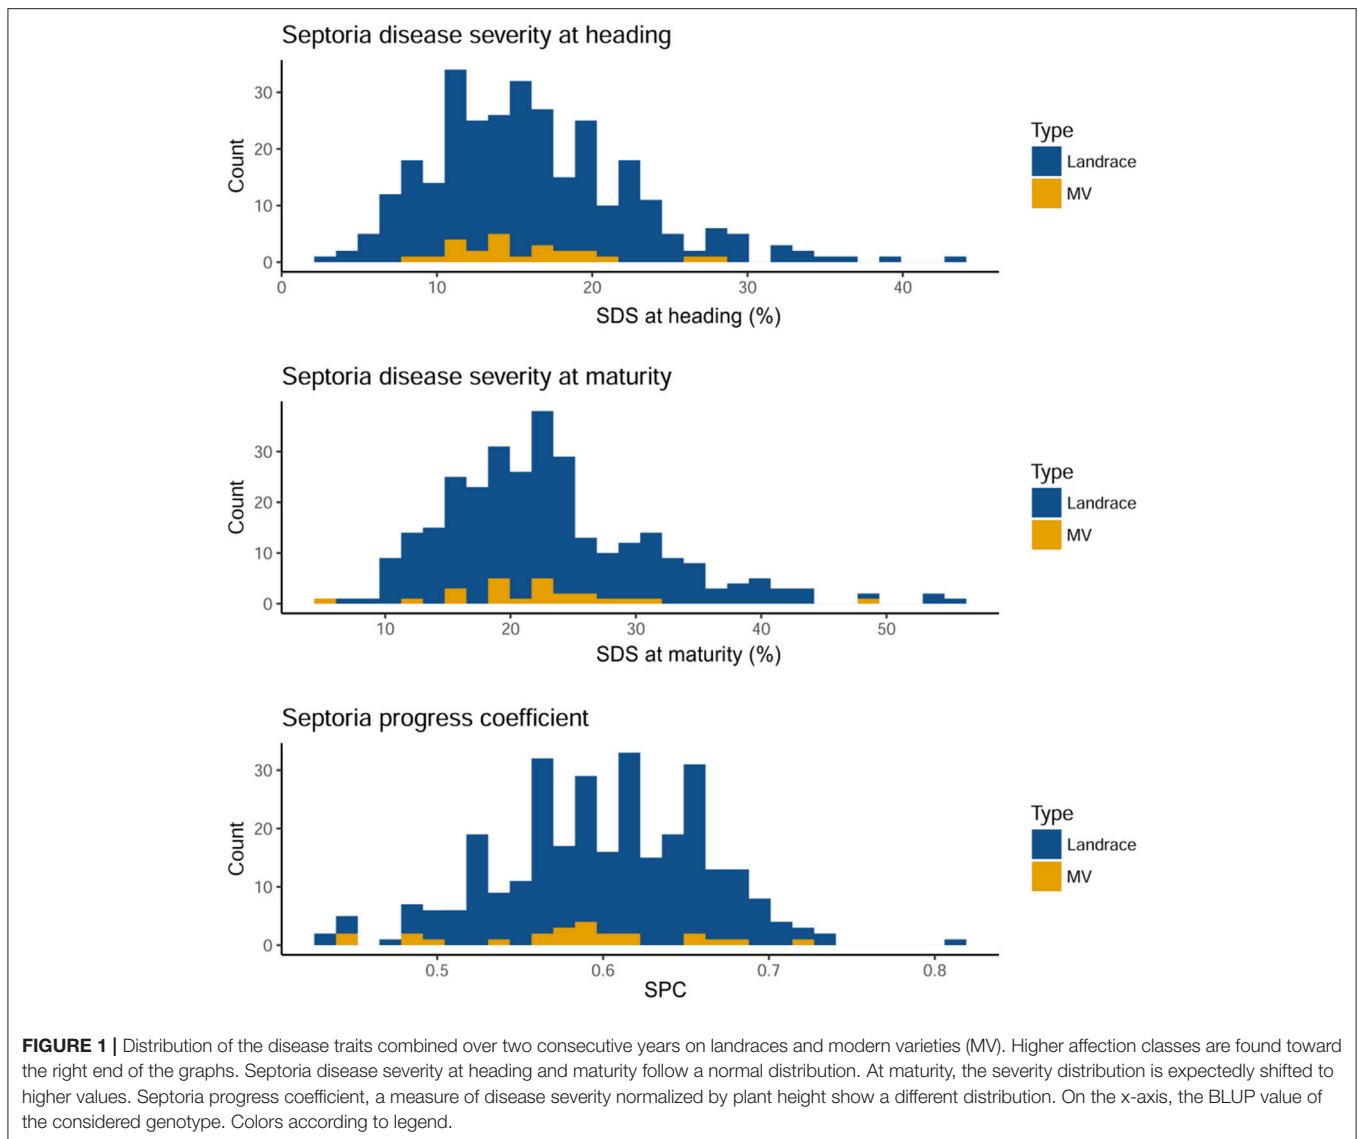 Septoria disease severity at heading
30
20
10
0
Count
0 10 20 30 40
SDS at heading (%)
Type
Landrace
MV
Septoria disease severity at maturity
30
20
10
0
Count
10 20 30 40 50
SDS at maturity (%)
Type
Landrace
MV
Septoria progress coefficient
30
20
10
0
Count
0.5 0.6 0.7 0.8
SPC
Type
Landrace
MV
FIGURE 1 | Distribution of the disease traits combined over two consecutive years on landraces and modern varieties (MV). Higher affection classes are found toward
the right end of the graphs. Septoria disease severity at heading and maturity follow a normal distribution. At maturity, the severity distribution is expectedly shifted to
higher values. Septoria progress coefficient, a measure of disease severity normalized by plant height show a different distribution. On the x-axis, the BLUP value of
the considered genotype. Colors according to legend.